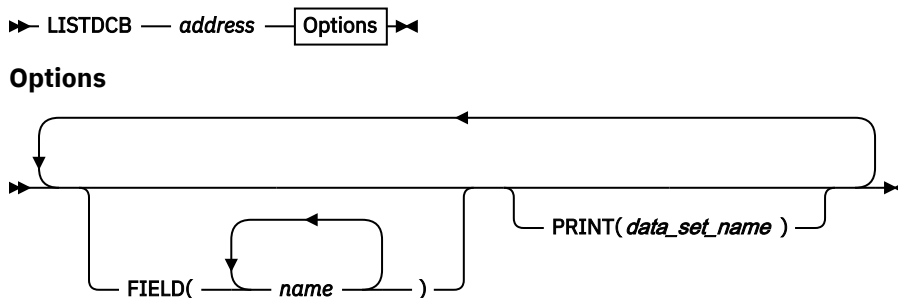 LISTDCB address Options
Options
PRINT( data_set_name )
FIELD( name )